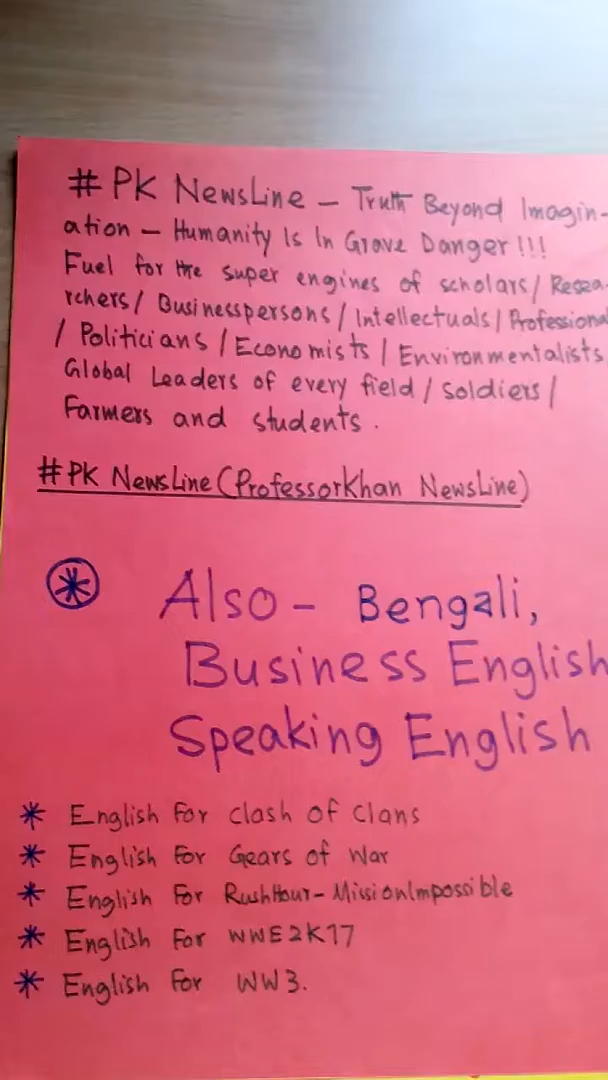 #PK NewsLine – Truth Beyond Imagin-
ation – Humanity Is In Grave Danger!!!
Fuel for the super engines of scholars/Resea-
rchers/Businesspersons/Intellectuals/Professional
/Politicians/Economists/Environmentalists
Global Leaders of every field/Soldiers/
Farmers and students.
#PK NewsLine(ProfessorKhan NewsLine)
Also – Bengali,
Business English
Speaking English
* English For Clash of Clans
* English For Gears of War
* English For RushHour-MissionImpossible
* English For WWE2K17
* English For WW3.